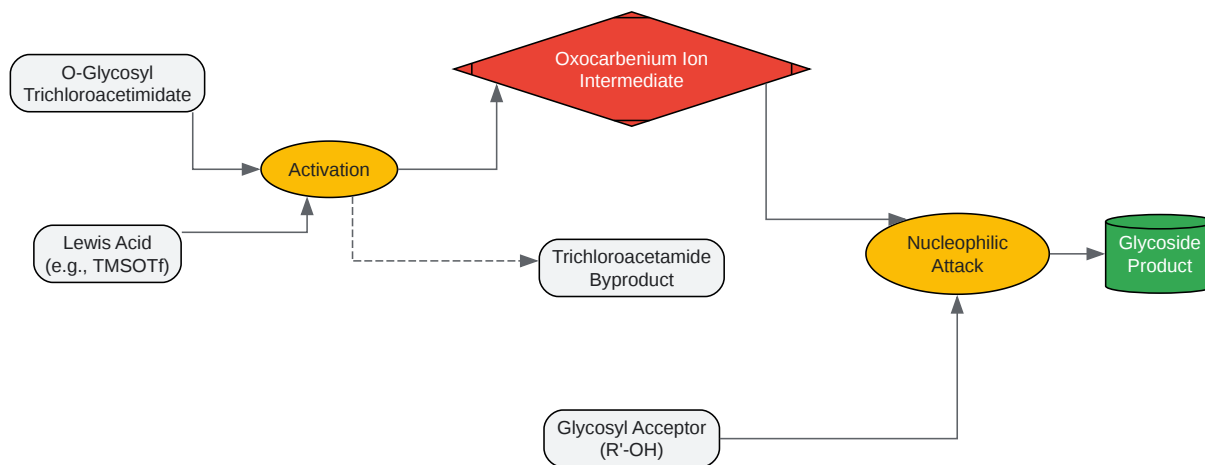 O-Glycosyl
Trichloroacetimidate
Oxocarbenium Ion
Intermediate
Activation
Lewis Acid
(e.g., TMSOTf)
Trichloroacetamide
Byproduct
Nucleophilic
Attack
Glycoside
Product
Glycosyl Acceptor
(R'-OH)